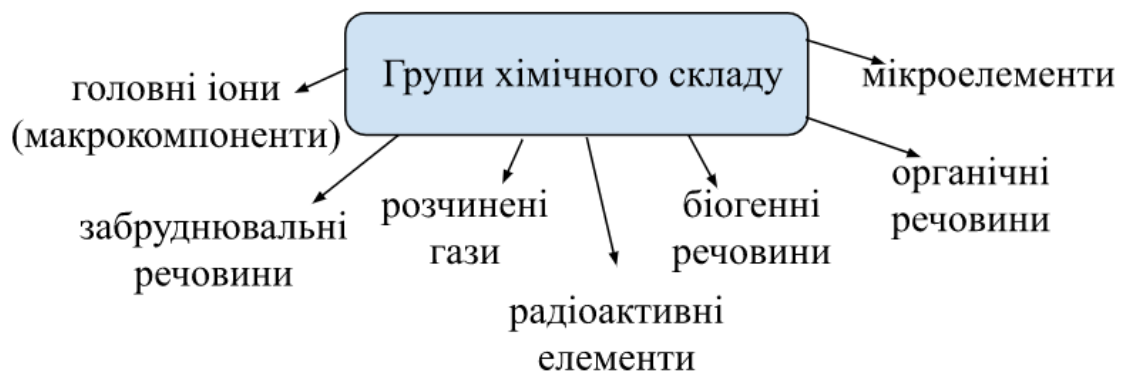 Групи хімічного складу
головні іони
(макрокомпоненти)
забруднювальні
речовини
розчинені
гази
радіоактивні
елементи
біогенні
речовини
органічні
речовини
мікроелементи